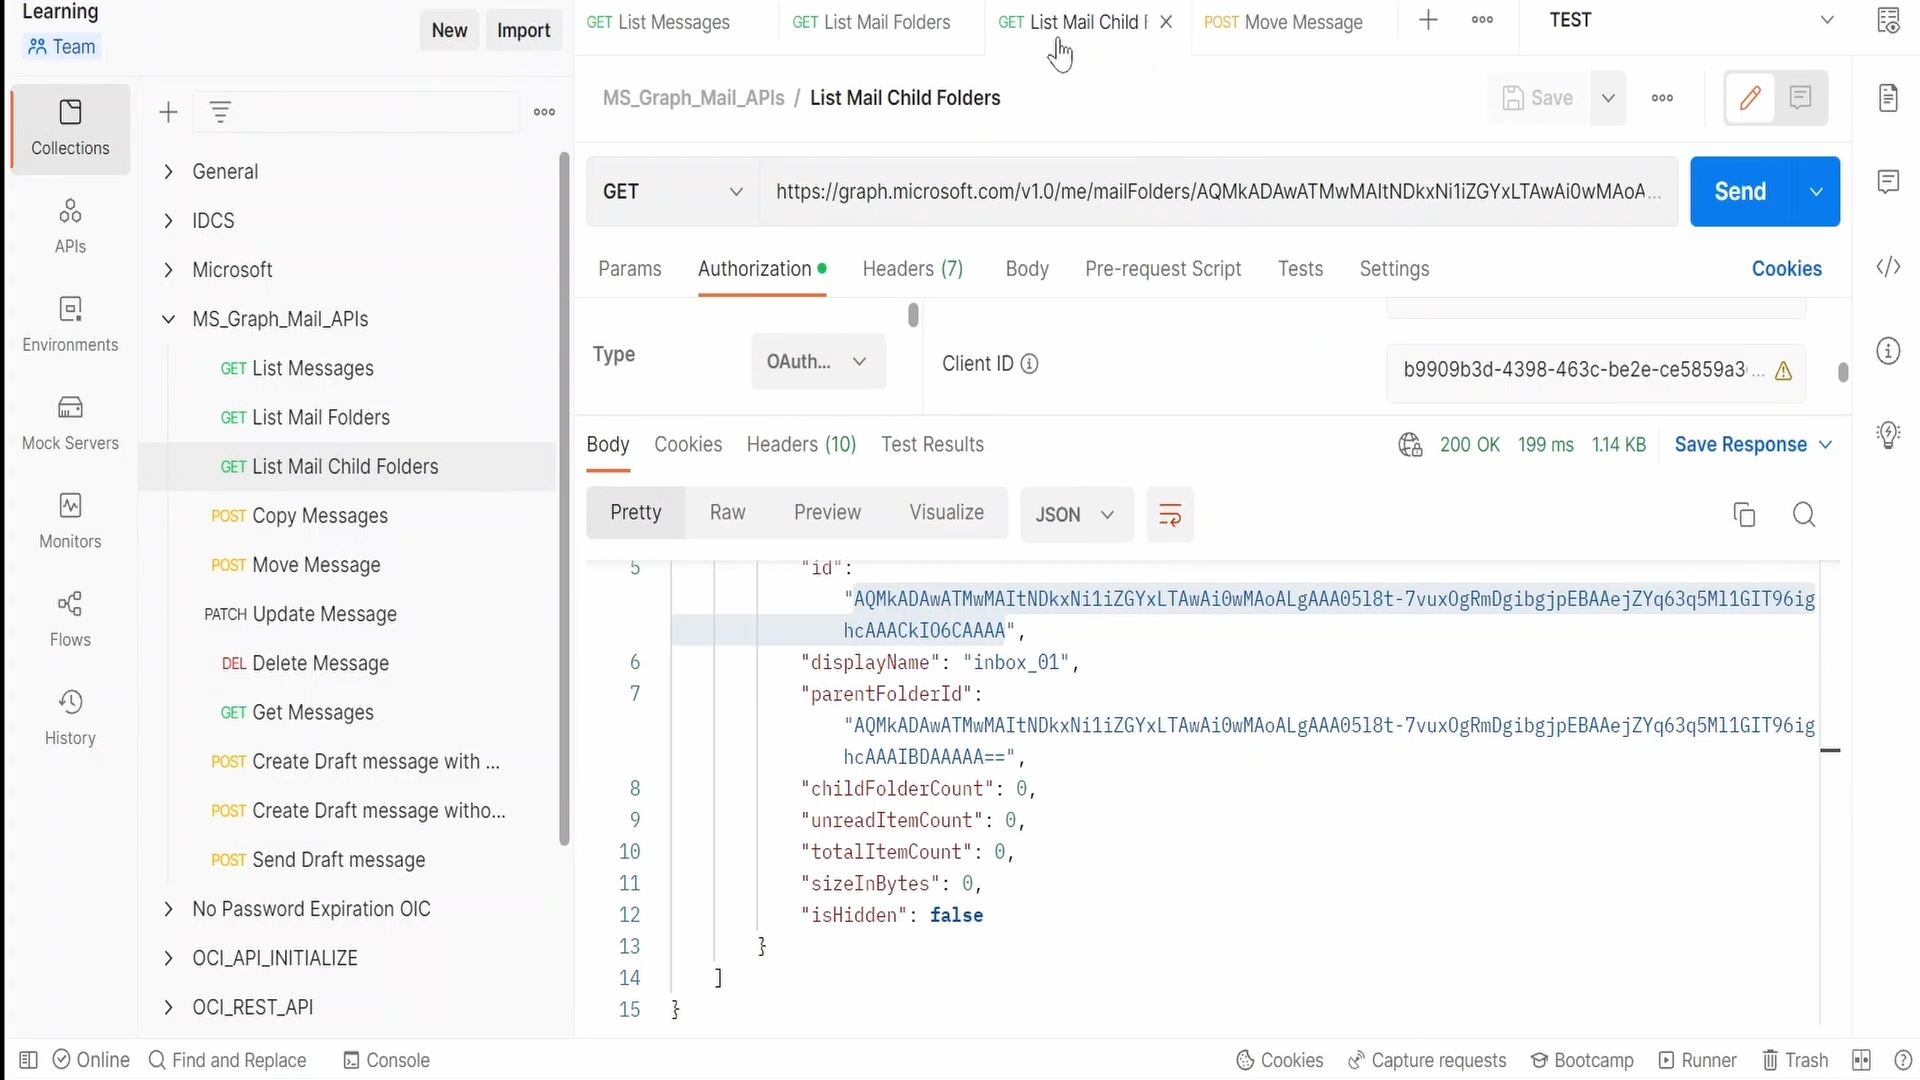 Learning
Team
New
Import
GET List Messages
GET List Mail Folders
GET List Mail Child F
POST Move Message
TEST
MS_Graph_Mail_APIs / List Mail Child Folders
Save
GET
https://graph.microsoft.com/v1.0/me/mailFolders/AQMkADAwATMwMAItNDkxNi1iZGYxLTAwAi0wMAoA...
Send
Params
Authorization
Headers (7)
Body
Pre-request Script
Tests
Settings
Cookies
Type
OAuth...
Client ID
b9909b3d-4398-463c-be2e-ce5859a3...
Body
Cookies
Headers (10)
Test Results
200 OK
199 ms
1.14 KB
Save Response
Pretty
Raw
Preview
Visualize
JSON
5 "id":
"AQMkADAwATMwMAItNDkxNi1iZGYxLTAwAi0wMAoALgAAA05l8t-7vuxOgRmDgibgjpEBAAejZYq63q5Ml1GIT96ig
hcAAACkIO6CAAAA",
6 "displayName": "inbox_01",
7 "parentFolderId":
"AQMkADAwATMwMAItNDkxNi1iZGYxLTAwAi0wMAoALgAAA05l8t-7vuxOgRmDgibgjpEBAAejZYq63q5Ml1GIT96ig
hcAAAIBDAAAAA==",
8 "childFolderCount": 0,
9 "unreadItemCount": 0,
10 "totalItemCount": 0,
11 "sizeInBytes": 0,
12 "isHidden": false
13 }
14 ]
15 }
Collections
APIs
Environments
Mock Servers
Monitors
Flows
History
General
IDCS
Microsoft
MS_Graph_Mail_APIs
GET List Messages
GET List Mail Folders
GET List Mail Child Folders
POST Copy Messages
POST Move Message
PATCH Update Message
DEL Delete Message
GET Get Messages
POST Create Draft message with ...
POST Create Draft message witho...
POST Send Draft message
No Password Expiration OIC
OCI_API_INITIALIZE
OCI_REST_API
Online
Find and Replace
Console
Cookies
Capture requests
Bootcamp
Runner
Trash